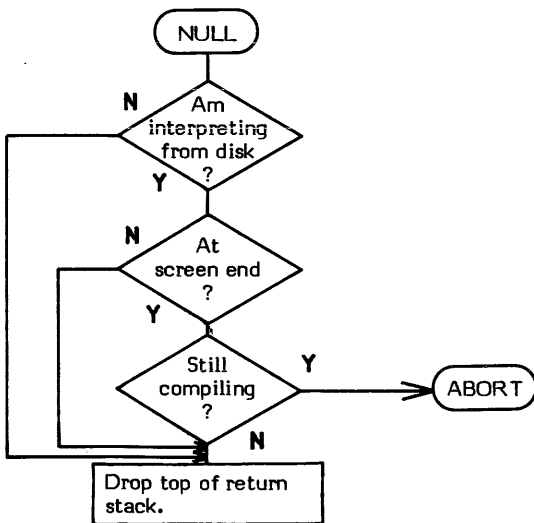 NULL
N
Am
interpreting
from disk
?
Y
N
At
screen end
?
Y
Still
compiling
?
Y
ABORT
N
Drop top of return
stack.